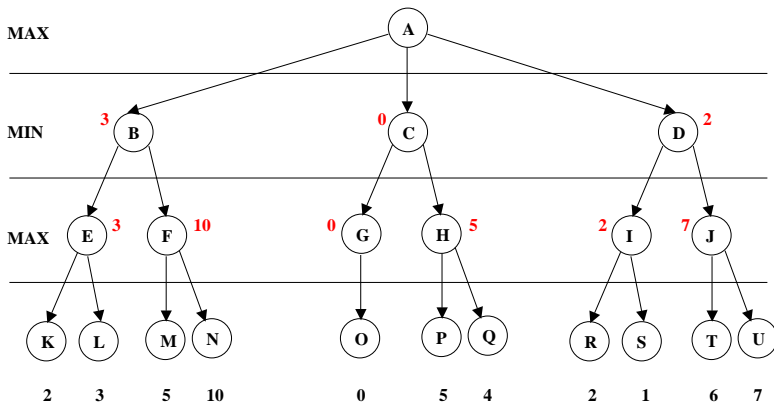 MAX A
3 B 0 C D 2
MIN
E 3 F 10 0 G H 5 2 I 7 J
MAX
K L M N O P Q R S T U
2 3 5 10 0 5 4 2 1 6 7